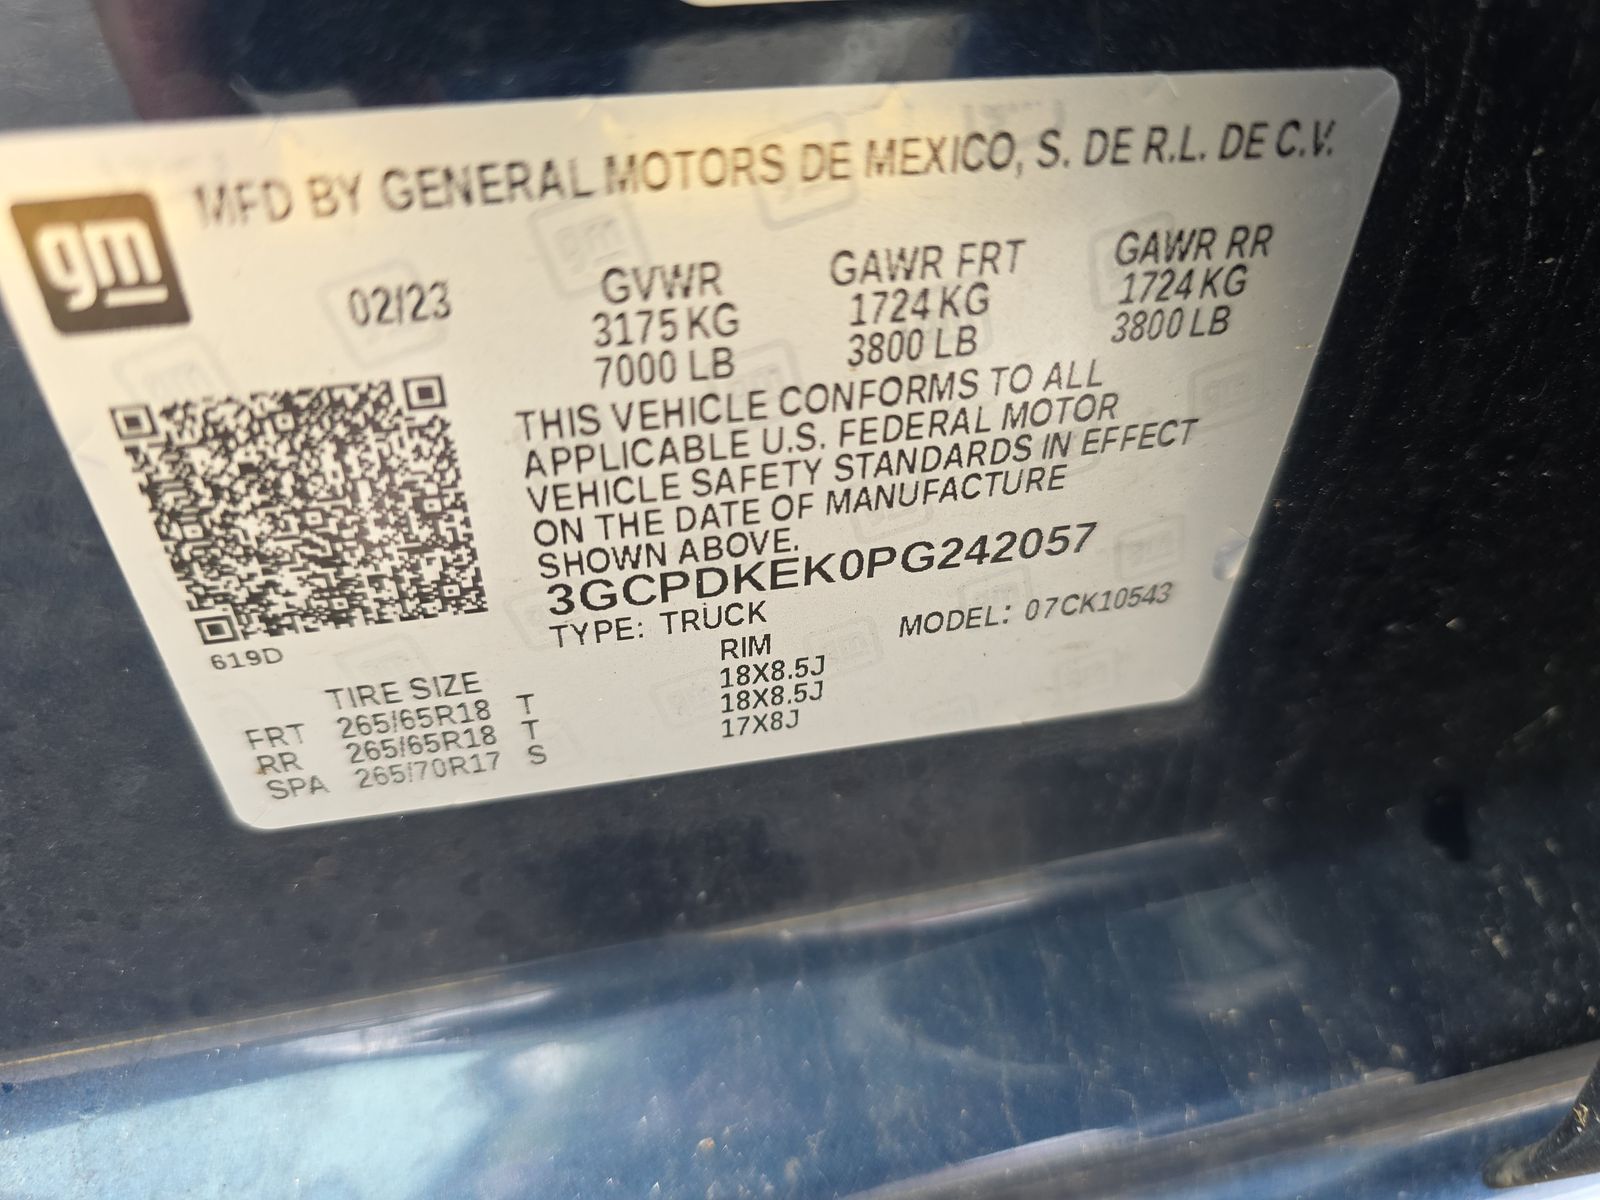 MFD BY GENERAL MOTORS DE MEXICO, S. DE R.L. DE C.V.
gm
02/23
GVWR
3175 KG
7000 LB
GAWR FRT
1724 KG
3800 LB
GAWR RR
1724 KG
3800 LB
THIS VEHICLE CONFORMS TO ALL
APPLICABLE U.S. FEDERAL MOTOR
VEHICLE SAFETY STANDARDS IN EFFECT
ON THE DATE OF MANUFACTURE
SHOWN ABOVE.
3GCPDKEK0PG242057
TYPE: TRUCK
MODEL: 07CK10543
619D
TIRE SIZE RIM
FRT 265/65R18 T 18X8.5J
RR 265/65R18 T 18X8.5J
SPA 265/70R17 S 17X8J